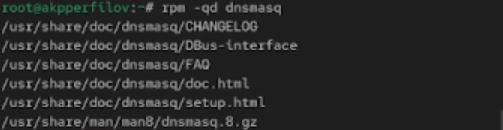 root@akpperfilov:~# rpm -qd dnsmasq
/usr/share/doc/dnsmasq/CHANGELOG
/usr/share/doc/dnsmasq/DBus-interface
/usr/share/doc/dnsmasq/FAQ
/usr/share/doc/dnsmasq/doc.html
/usr/share/doc/dnsmasq/setup.html
/usr/share/man/man8/dnsmasq.8.gz